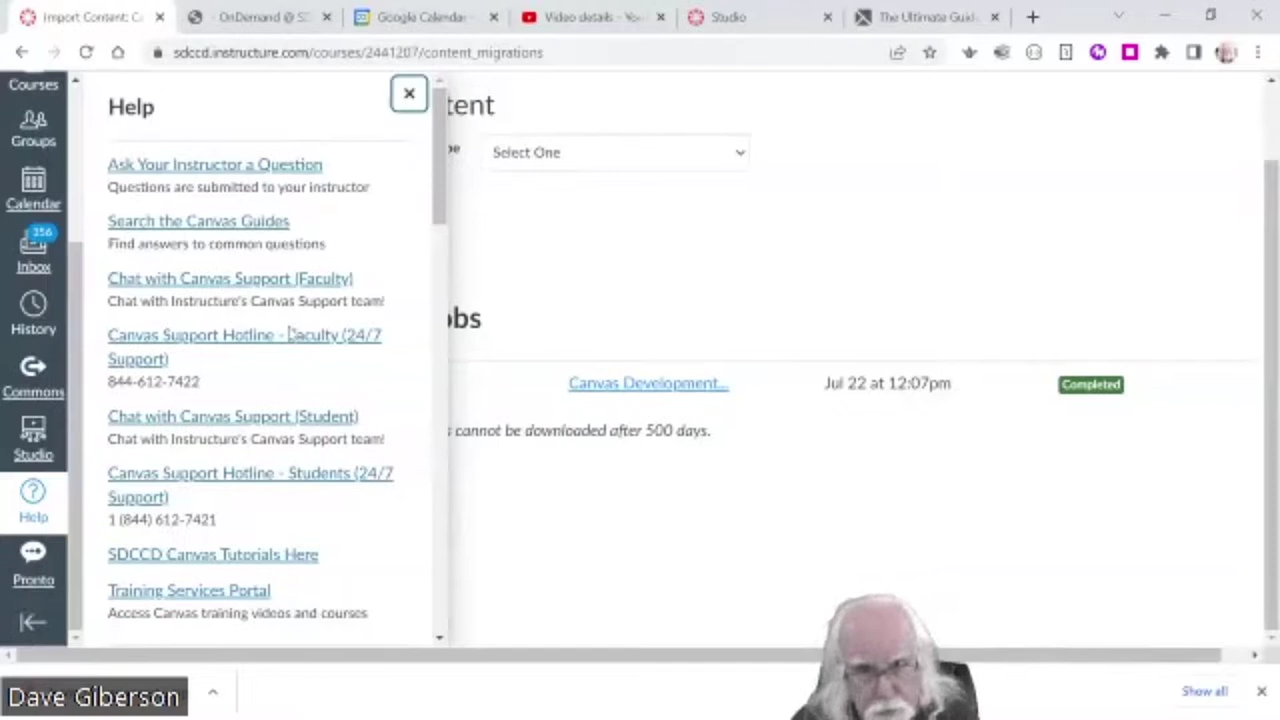 Import Content: C
OnDemand @ S
Google Calendar
Video details - Yo
Studio
The Ultimate Guid
sdccd.instructure.com/courses/2441207/content_migrations
Courses
Groups
Calendar
356
Inbox
History
Commons
Studio
Help
Pronto
Help
Ask Your Instructor a Question
Questions are submitted to your instructor
Search the Canvas Guides
Find answers to common questions
Chat with Canvas Support (Faculty)
Chat with Instructure's Canvas Support team!
Canvas Support Hotline - Faculty (24/7
Support)
844-612-7422
Chat with Canvas Support (Student)
Chat with Instructure's Canvas Support team!
Canvas Support Hotline - Students (24/7
Support)
1 (844) 612-7421
SDCCD Canvas Tutorials Here
Training Services Portal
Access Canvas training videos and courses
tent
pe
Select One
obs
Canvas Development... Jul 22 at 12:07pm Completed
s cannot be downloaded after 500 days.
Dave Giberson
Show all